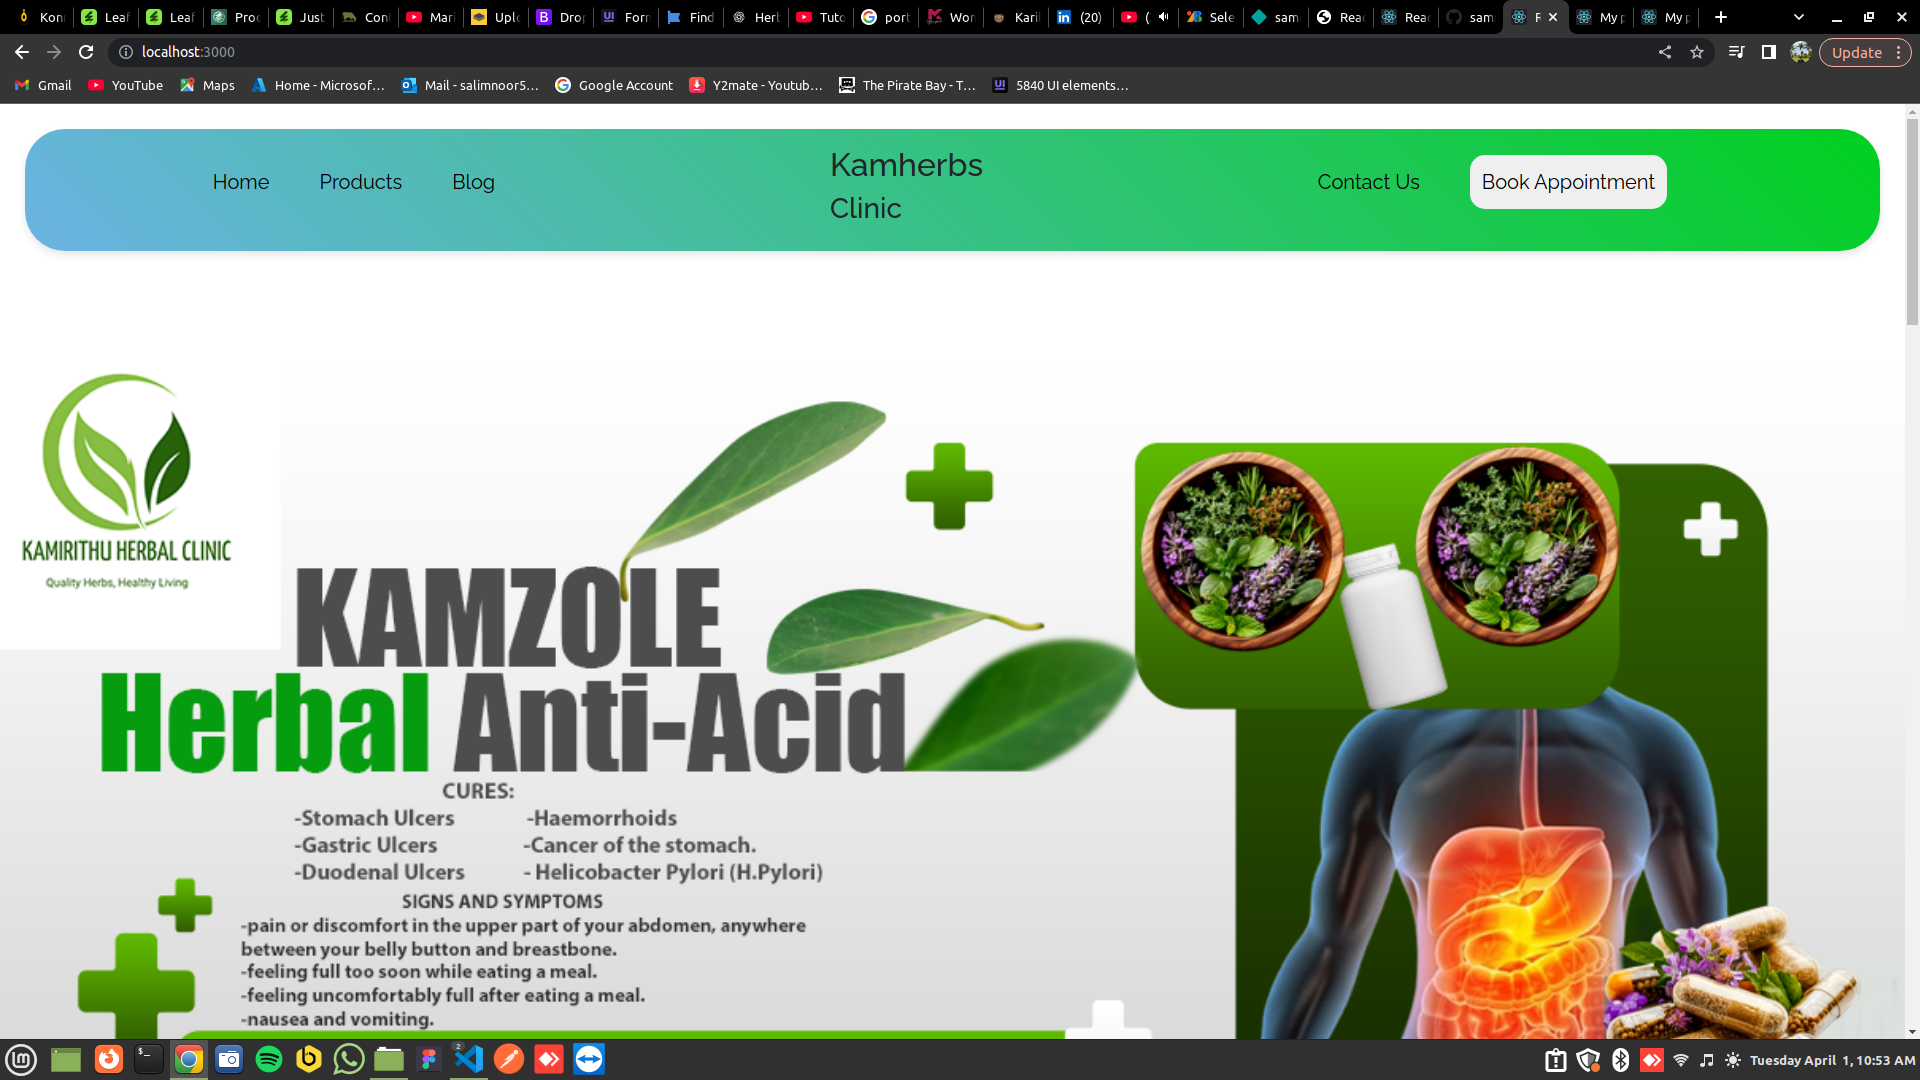 Kon
Leaf
Leaf
Proc
Just
Con
Mari
Uplo
Drop
Forr
Find
Herb
Tuto
port
Won
Karil
(20)
(
Sele
sam
Reac
Reac
sam
My p
My p
localhost:3000
Update
Gmail
YouTube
Maps
Home - Microsof…
Mail - salimnoor5…
Google Account
Y2mate - Youtub…
The Pirate Bay - T…
5840 UI elements…
Home
Products
Blog
Kamherbs
Clinic
Contact Us
Book Appointment
KAMIRITHU HERBAL CLINIC
Quality Herbs, Healthy Living
KAMZOLE
Herbal Anti-Acid
CURES:
-Stomach Ulcers -Haemorrhoids
-Gastric Ulcers -Cancer of the stomach.
-Duodenal Ulcers - Helicobacter Pylori (H.Pylori)
SIGNS AND SYMPTOMS
-pain or discomfort in the upper part of your abdomen, anywhere
between your belly button and breastbone.
-feeling full too soon while eating a meal.
-feeling uncomfortably full after eating a meal.
-nausea and vomiting.
2
Tuesday April 1, 10:53 AM